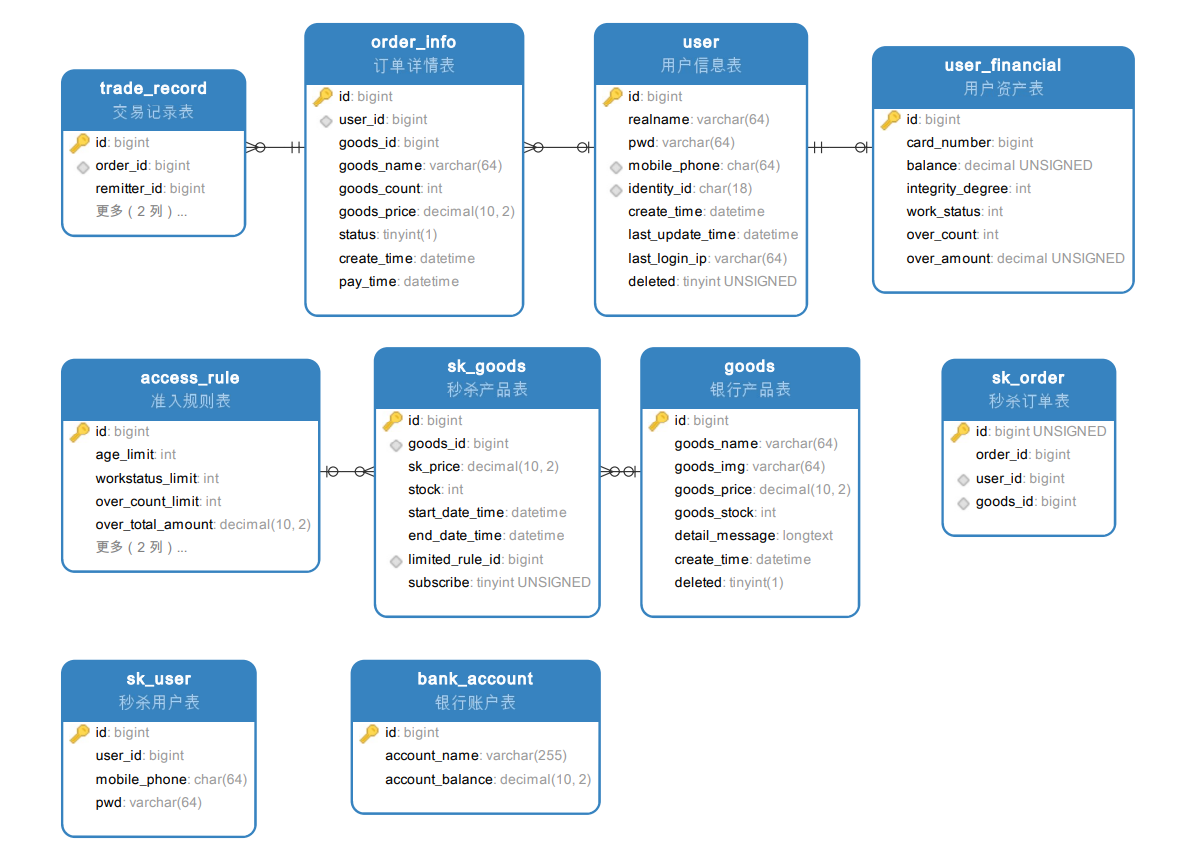 trade_record
交易记录表
id: bigint
order_id: bigint
remitter_id: bigint
更多（2 列）...
order_info
订单详情表
id: bigint
user_id: bigint
goods_id: bigint
goods_name: varchar(64)
goods_count: int
goods_price: decimal(10, 2)
status: tinyint(1)
create_time: datetime
pay_time: datetime
user
用户信息表
id: bigint
realname: varchar(64)
pwd: varchar(64)
mobile_phone: char(64)
identity_id: char(18)
create_time: datetime
last_update_time: datetime
last_login_ip: varchar(64)
deleted: tinyint UNSIGNED
user_financial
用户资产表
id: bigint
card_number: bigint
balance: decimal UNSIGNED
integrity_degree: int
work_status: int
over_count: int
over_amount: decimal UNSIGNED
access_rule
准入规则表
id: bigint
age_limit: int
workstatus_limit: int
over_count_limit: int
over_total_amount: decimal(10, 2)
更多（2 列）...
sk_goods
秒杀产品表
id: bigint
goods_id: bigint
sk_price: decimal(10, 2)
stock: int
start_date_time: datetime
end_date_time: datetime
limited_rule_id: bigint
subscribe: tinyint UNSIGNED
goods
银行产品表
id: bigint
goods_name: varchar(64)
goods_img: varchar(64)
goods_price: decimal(10, 2)
goods_stock: int
detail_message: longtext
create_time: datetime
deleted: tinyint(1)
sk_order
秒杀订单表
id: bigint UNSIGNED
order_id: bigint
user_id: bigint
goods_id: bigint
sk_user
秒杀用户表
id: bigint
user_id: bigint
mobile_phone: char(64)
pwd: varchar(64)
bank_account
银行账户表
id: bigint
account_name: varchar(255)
account_balance: decimal(10, 2)